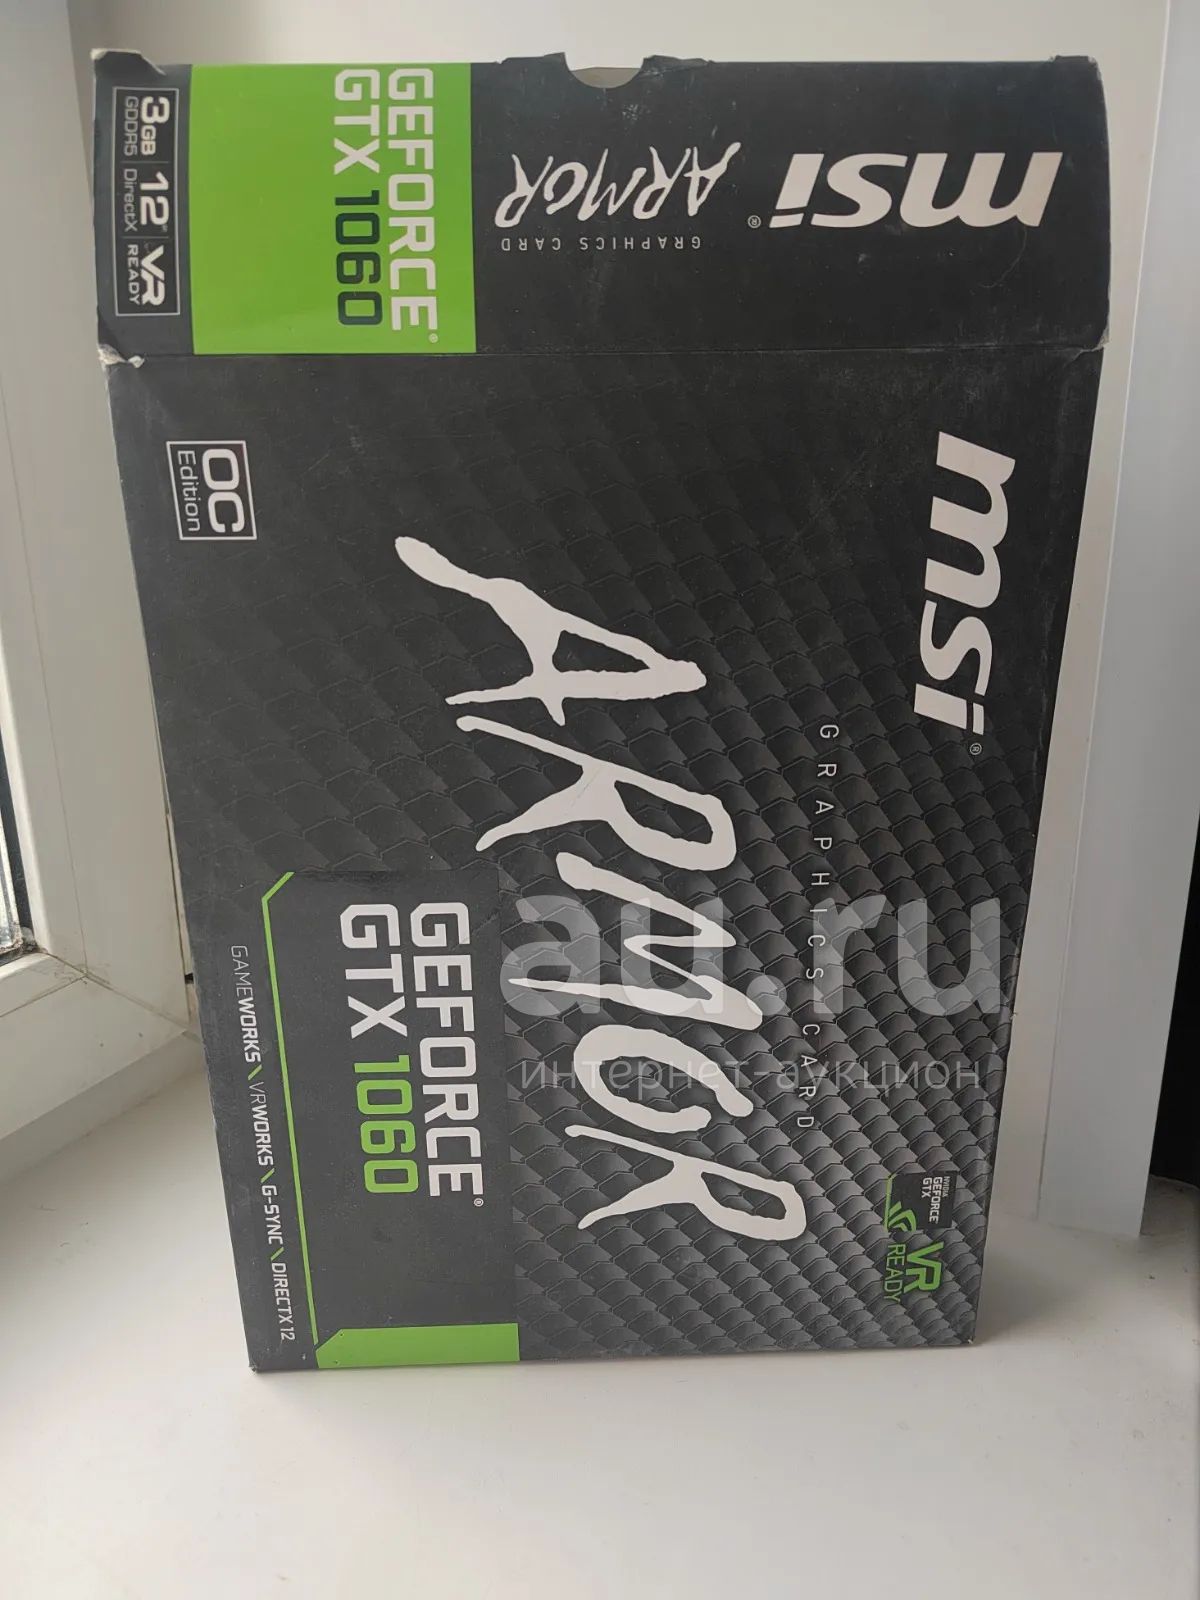 3GB
GDDR5
12
DirectX
VR
READY
GEFORCE®
GTX 1060
msi®
ARMOR
GRAPHICS CARD
OC
Edition
msi®
GRAPHICS CARD
ARMOR
GEFORCE®
GTX 1060
GAMEWORKS \ VRWORKS \ G-SYNC \ DIRECTX 12
NVIDIA
GEFORCE
GTX
VR
READY
au.ru
интернет-аукцион